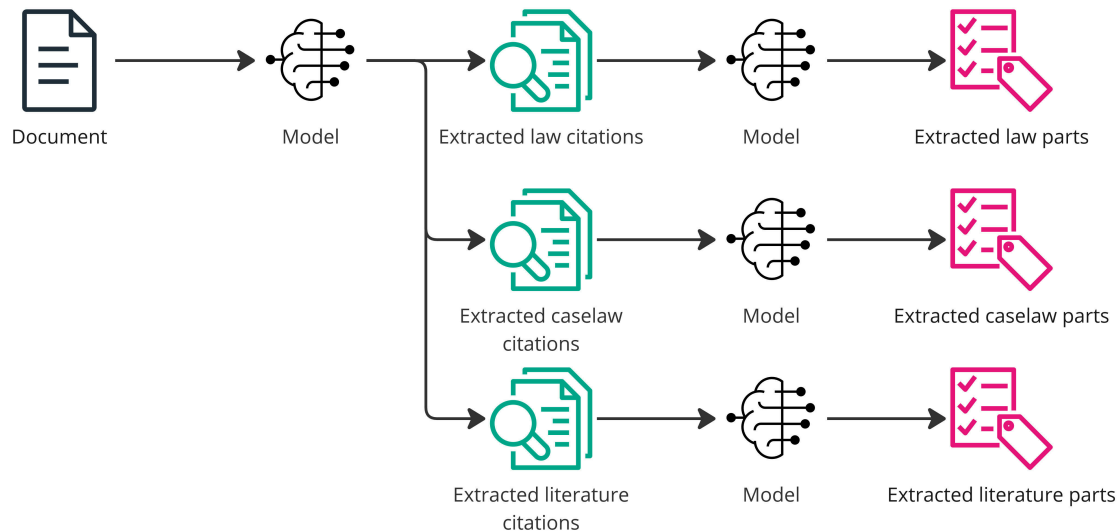 Document
Model
Extracted law citations
Model
Extracted law parts
Extracted caselaw
citations
Model
Extracted caselaw parts
Extracted literature
citations
Model
Extracted literature parts